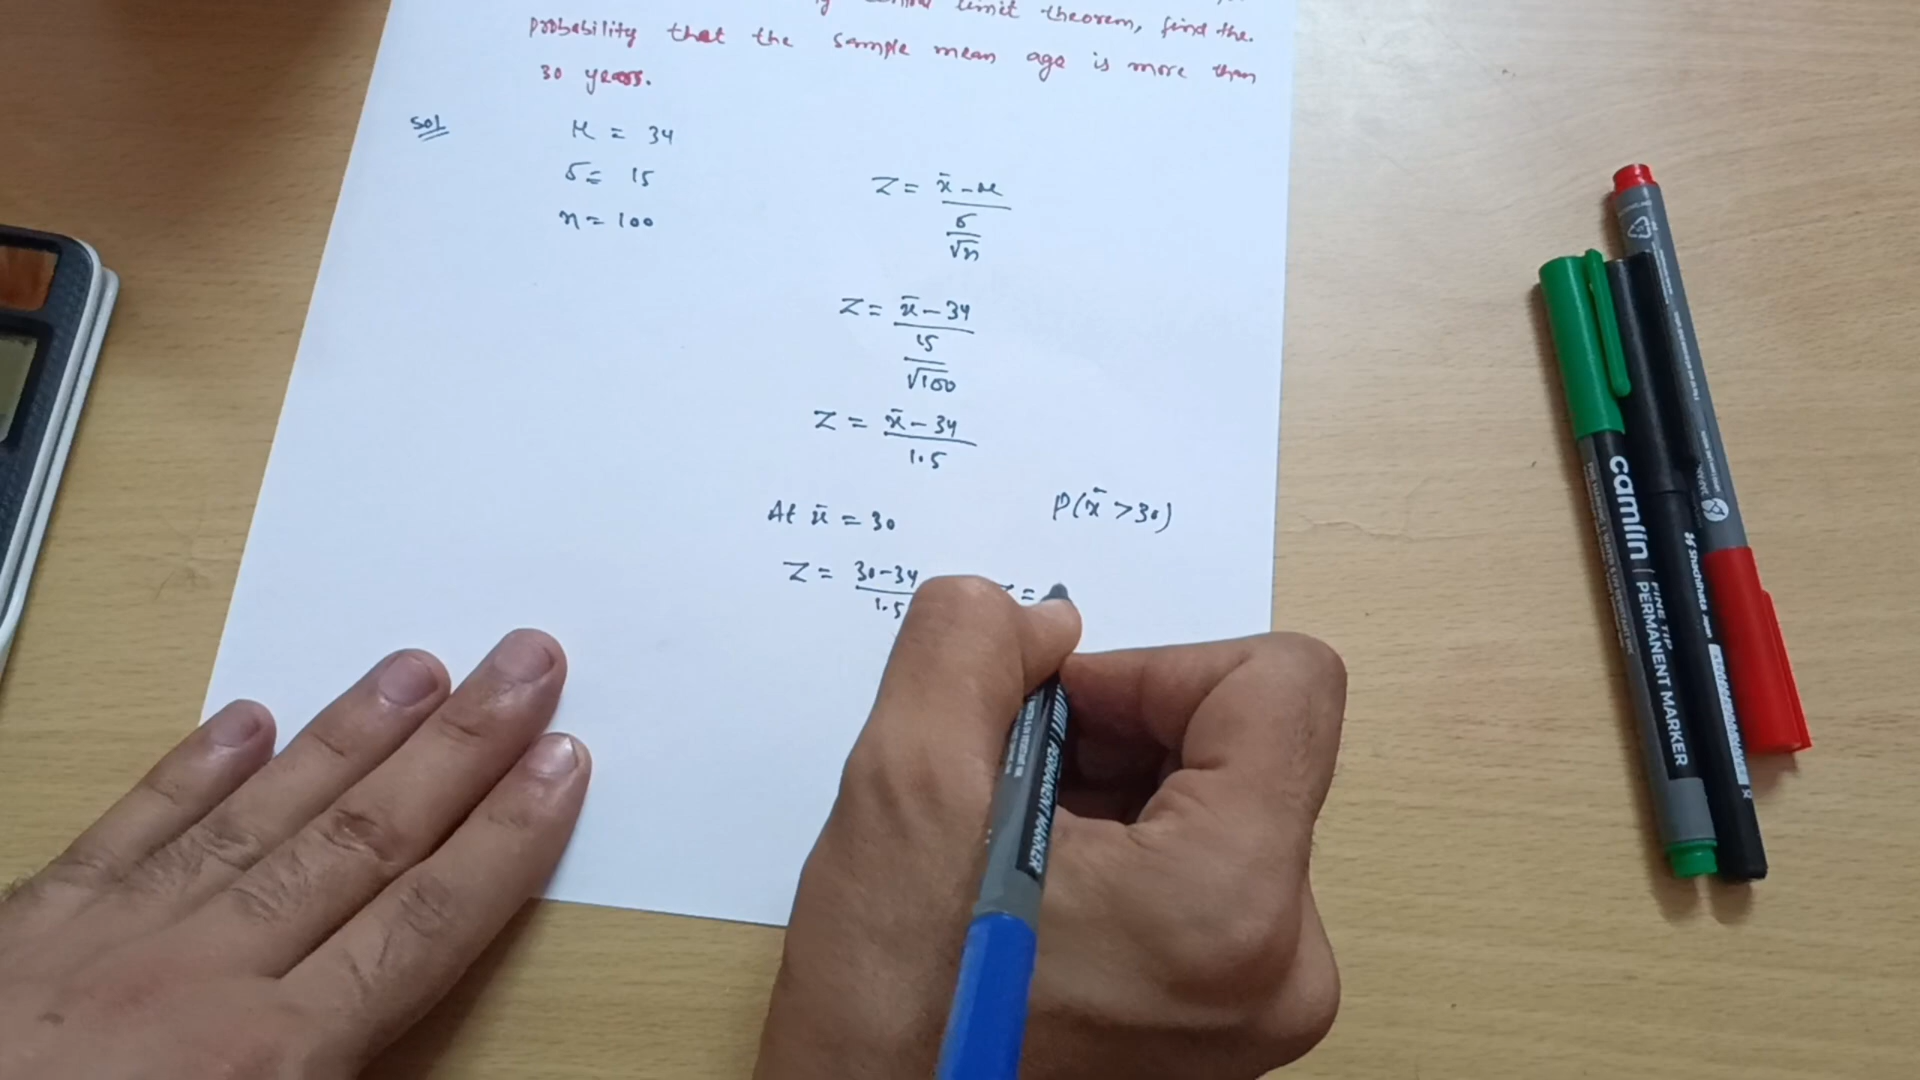 limit theorem, find the.
probability that the sample mean age is more than
30 years.
Sol
μ = 34
σ = 15
n = 100
Z = x̄ - μ
σ
√n
Z = x̄ - 34
15
√100
Z = x̄ - 34
1.5
At x̄ = 30
P(x̄ > 30)
Z = 30 - 34
1.5
=
camlin
FINE TIP
PERMANENT MARKER
Shachihata Japan
PERMANENT MARKER